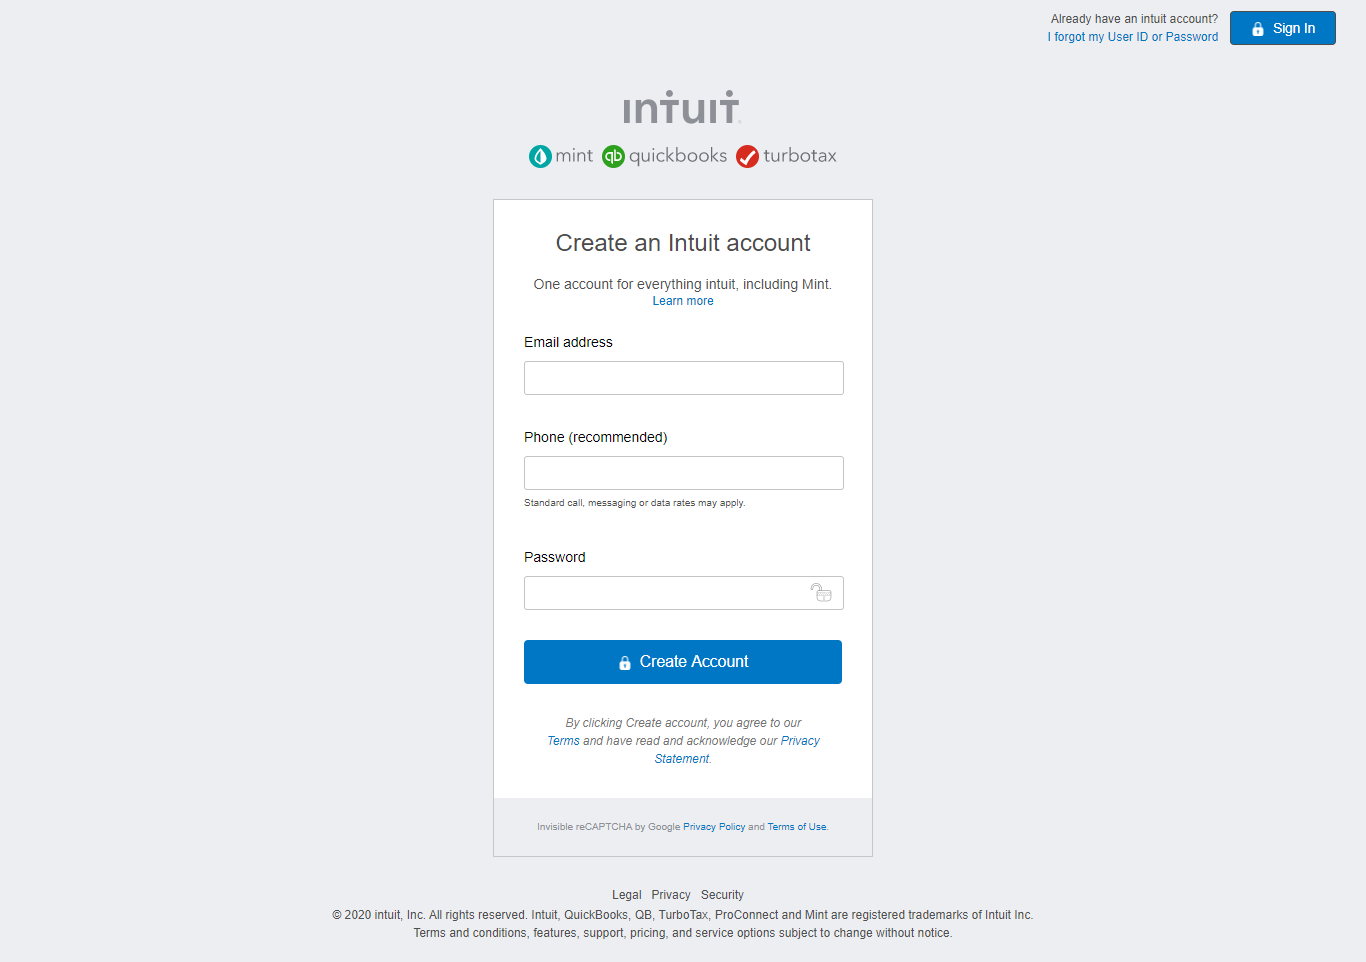 Already have an intuit account?
I forgot my User ID or Password
Sign In
intuit
mint quickbooks turbotax
Create an Intuit account
One account for everything intuit, including Mint.
Learn more
Email address
Phone (recommended)
Standard call, messaging or data rates may apply.
Password
Create Account
By clicking Create account, you agree to our
Terms and have read and acknowledge our Privacy
Statement.
Invisible reCAPTCHA by Google Privacy Policy and Terms of Use.
Legal Privacy Security
© 2020 intuit, Inc. All rights reserved. Intuit, QuickBooks, QB, TurboTax, ProConnect and Mint are registered trademarks of Intuit Inc.
Terms and conditions, features, support, pricing, and service options subject to change without notice.